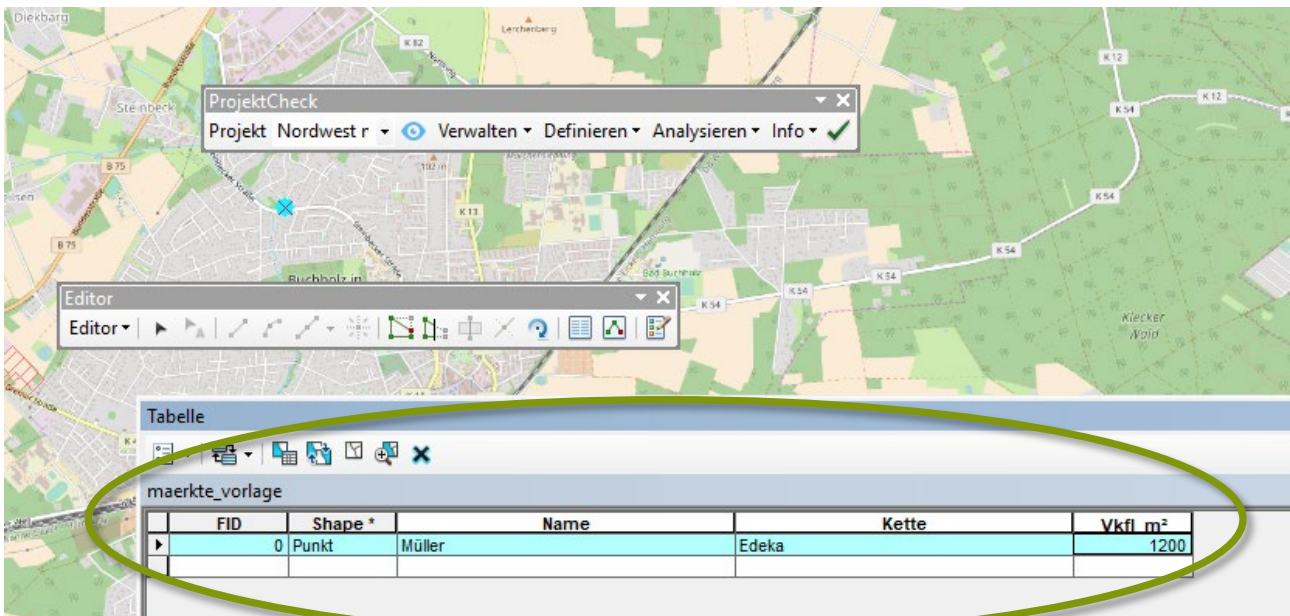 Diekbarg
Lerchenberg
K 82
K 12
Steinbeck
K 54
K 12
ProjektCheck
Projekt Nordwest r Verwalten Definieren Analysieren Info
B 75
102 m
K 54
K 13
B 75
K 54
Buchholz in
Bad Buchholz
K 54
Editor
K 54
K 54
Klecker
Wald
Editor
Tabelle
maerkte_vorlage
FID Shape * Name Kette Vkfl_m²
0 Punkt Müller Edeka 1200